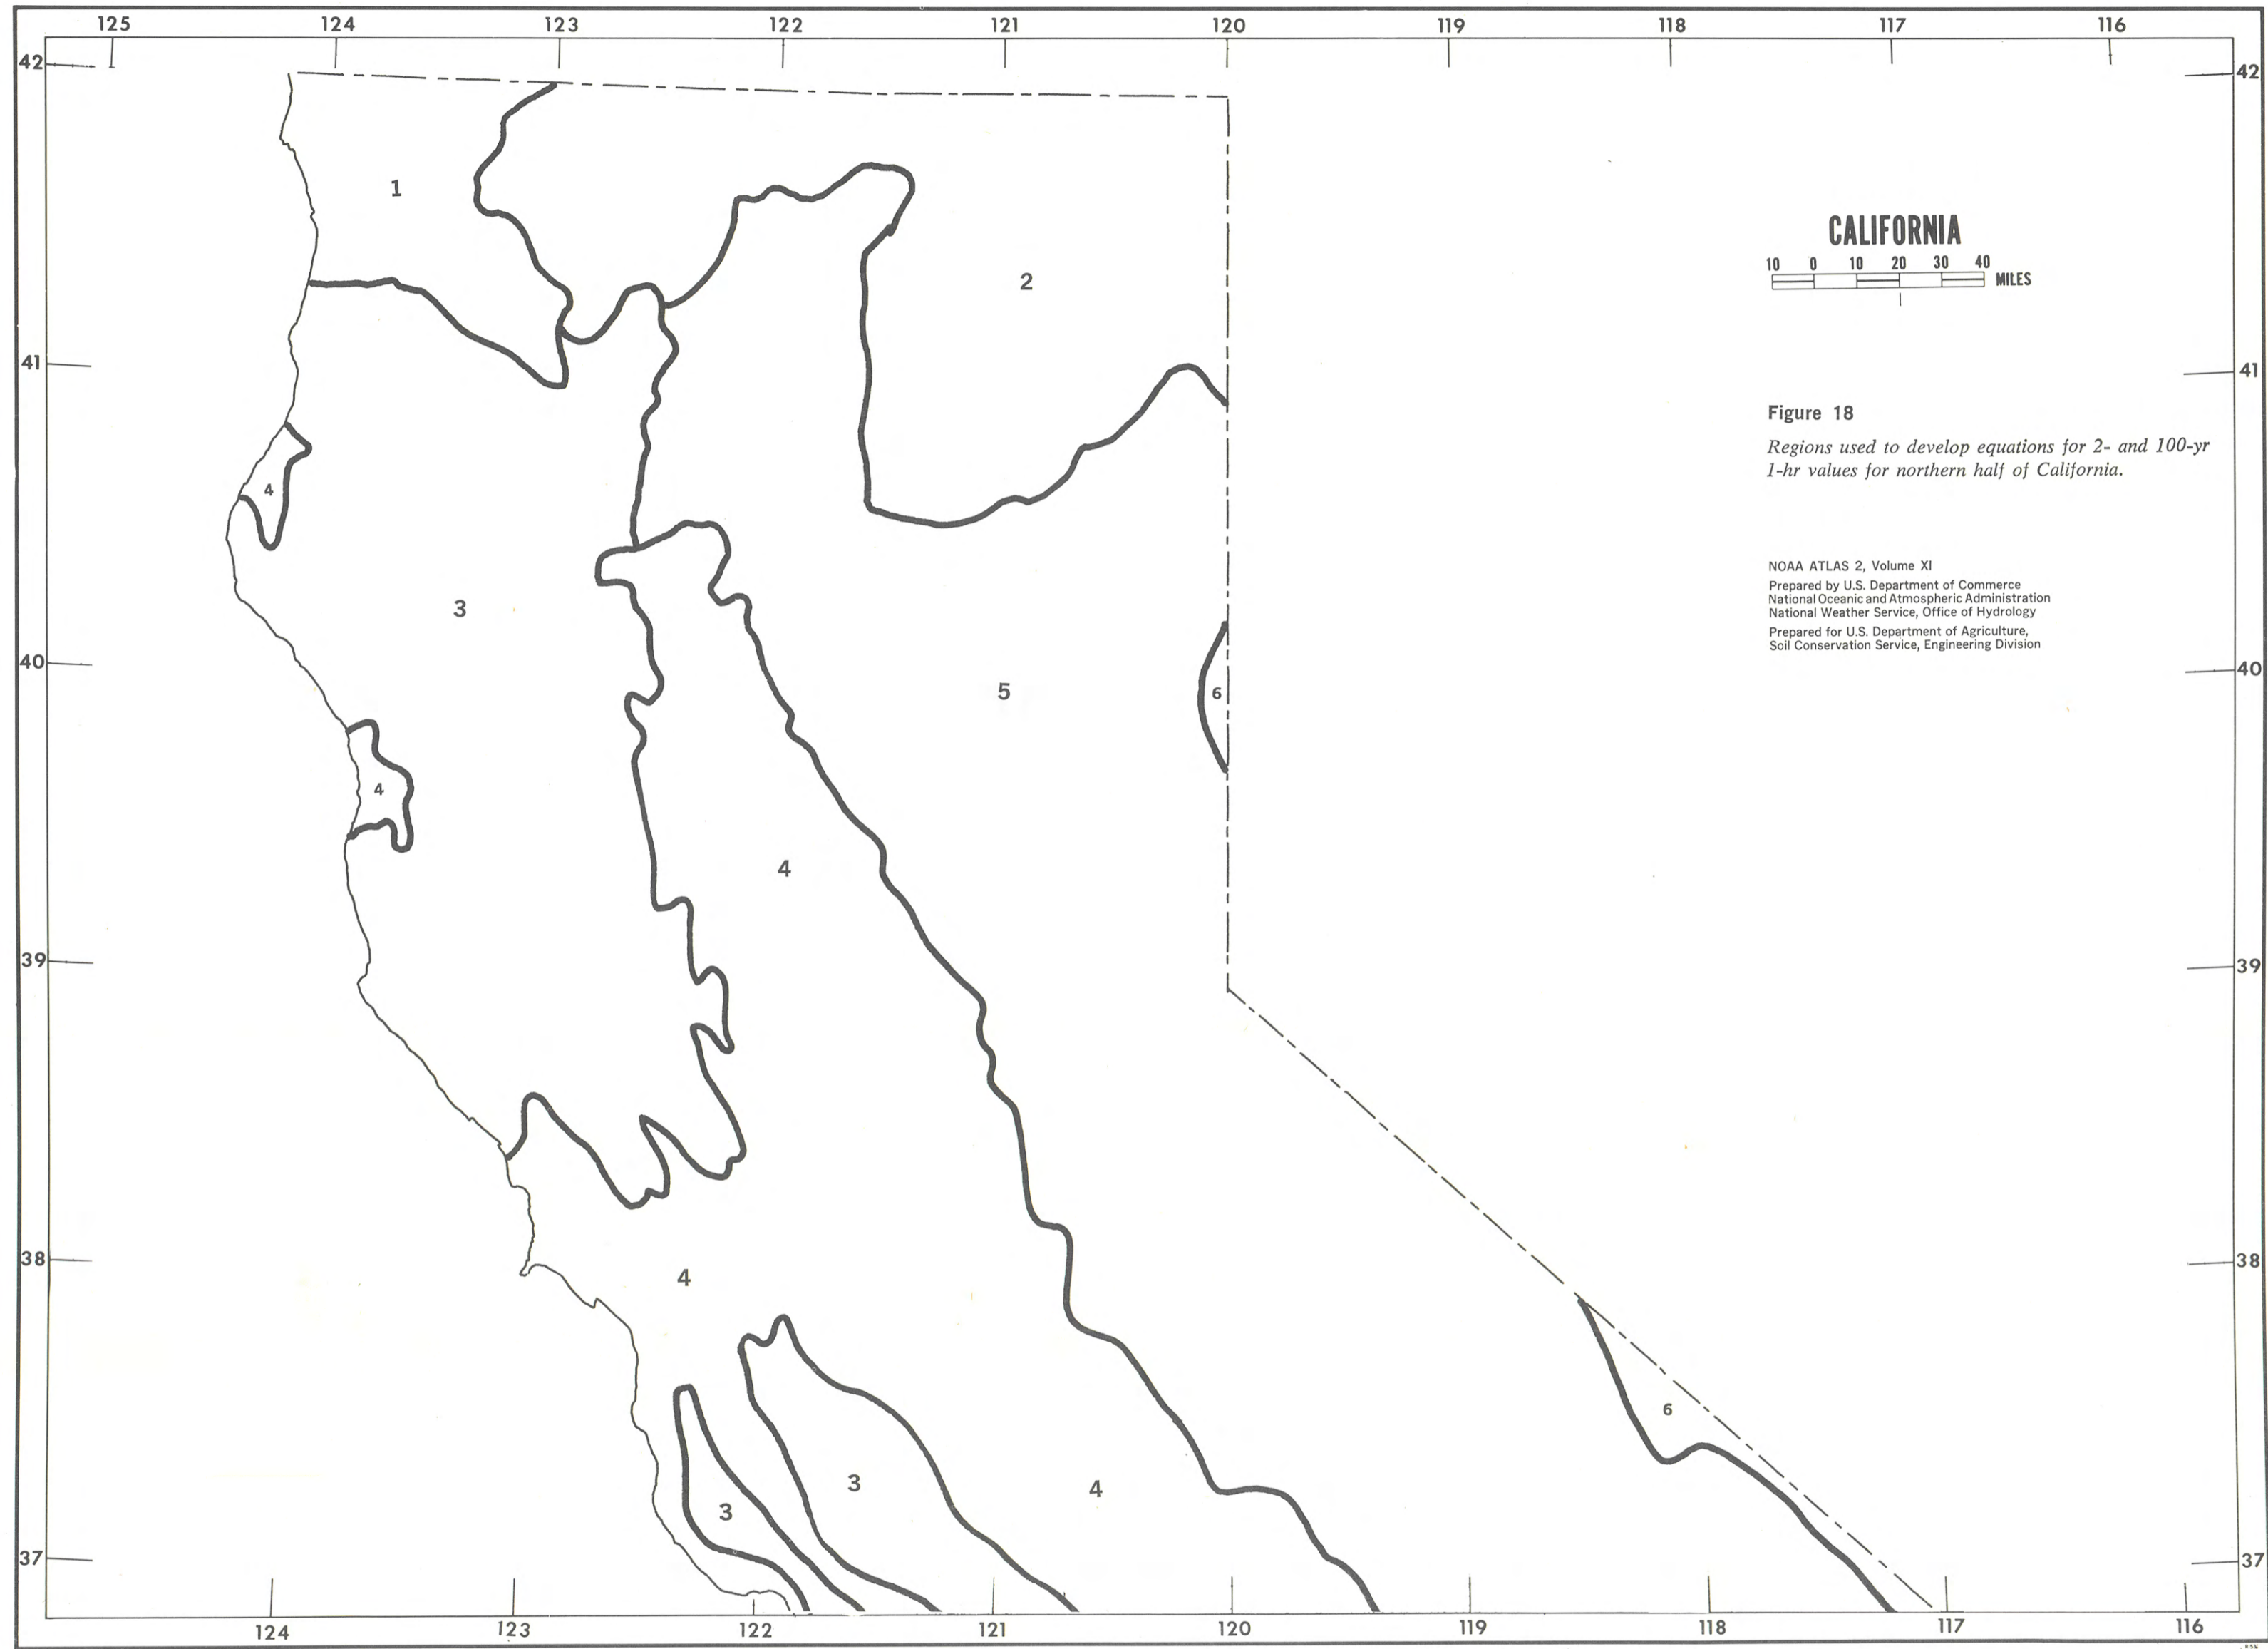 125 124 123 122 121 120 119 118 117 116
42 42
1
2
CALIFORNIA
10 0 10 20 30 40 MILES
41 41
Figure 18
Regions used to develop equations for 2- and 100-yr
1-hr values for northern half of California.
4
NOAA ATLAS 2, Volume XI
Prepared by U.S. Department of Commerce
National Oceanic and Atmospheric Administration
National Weather Service, Office of Hydrology
Prepared for U.S. Department of Agriculture,
Soil Conservation Service, Engineering Division
3
40 40
5
6
4
4
39 39
38 38
4
6
3
4
3
37 37
124 123 122 121 120 119 118 117 116